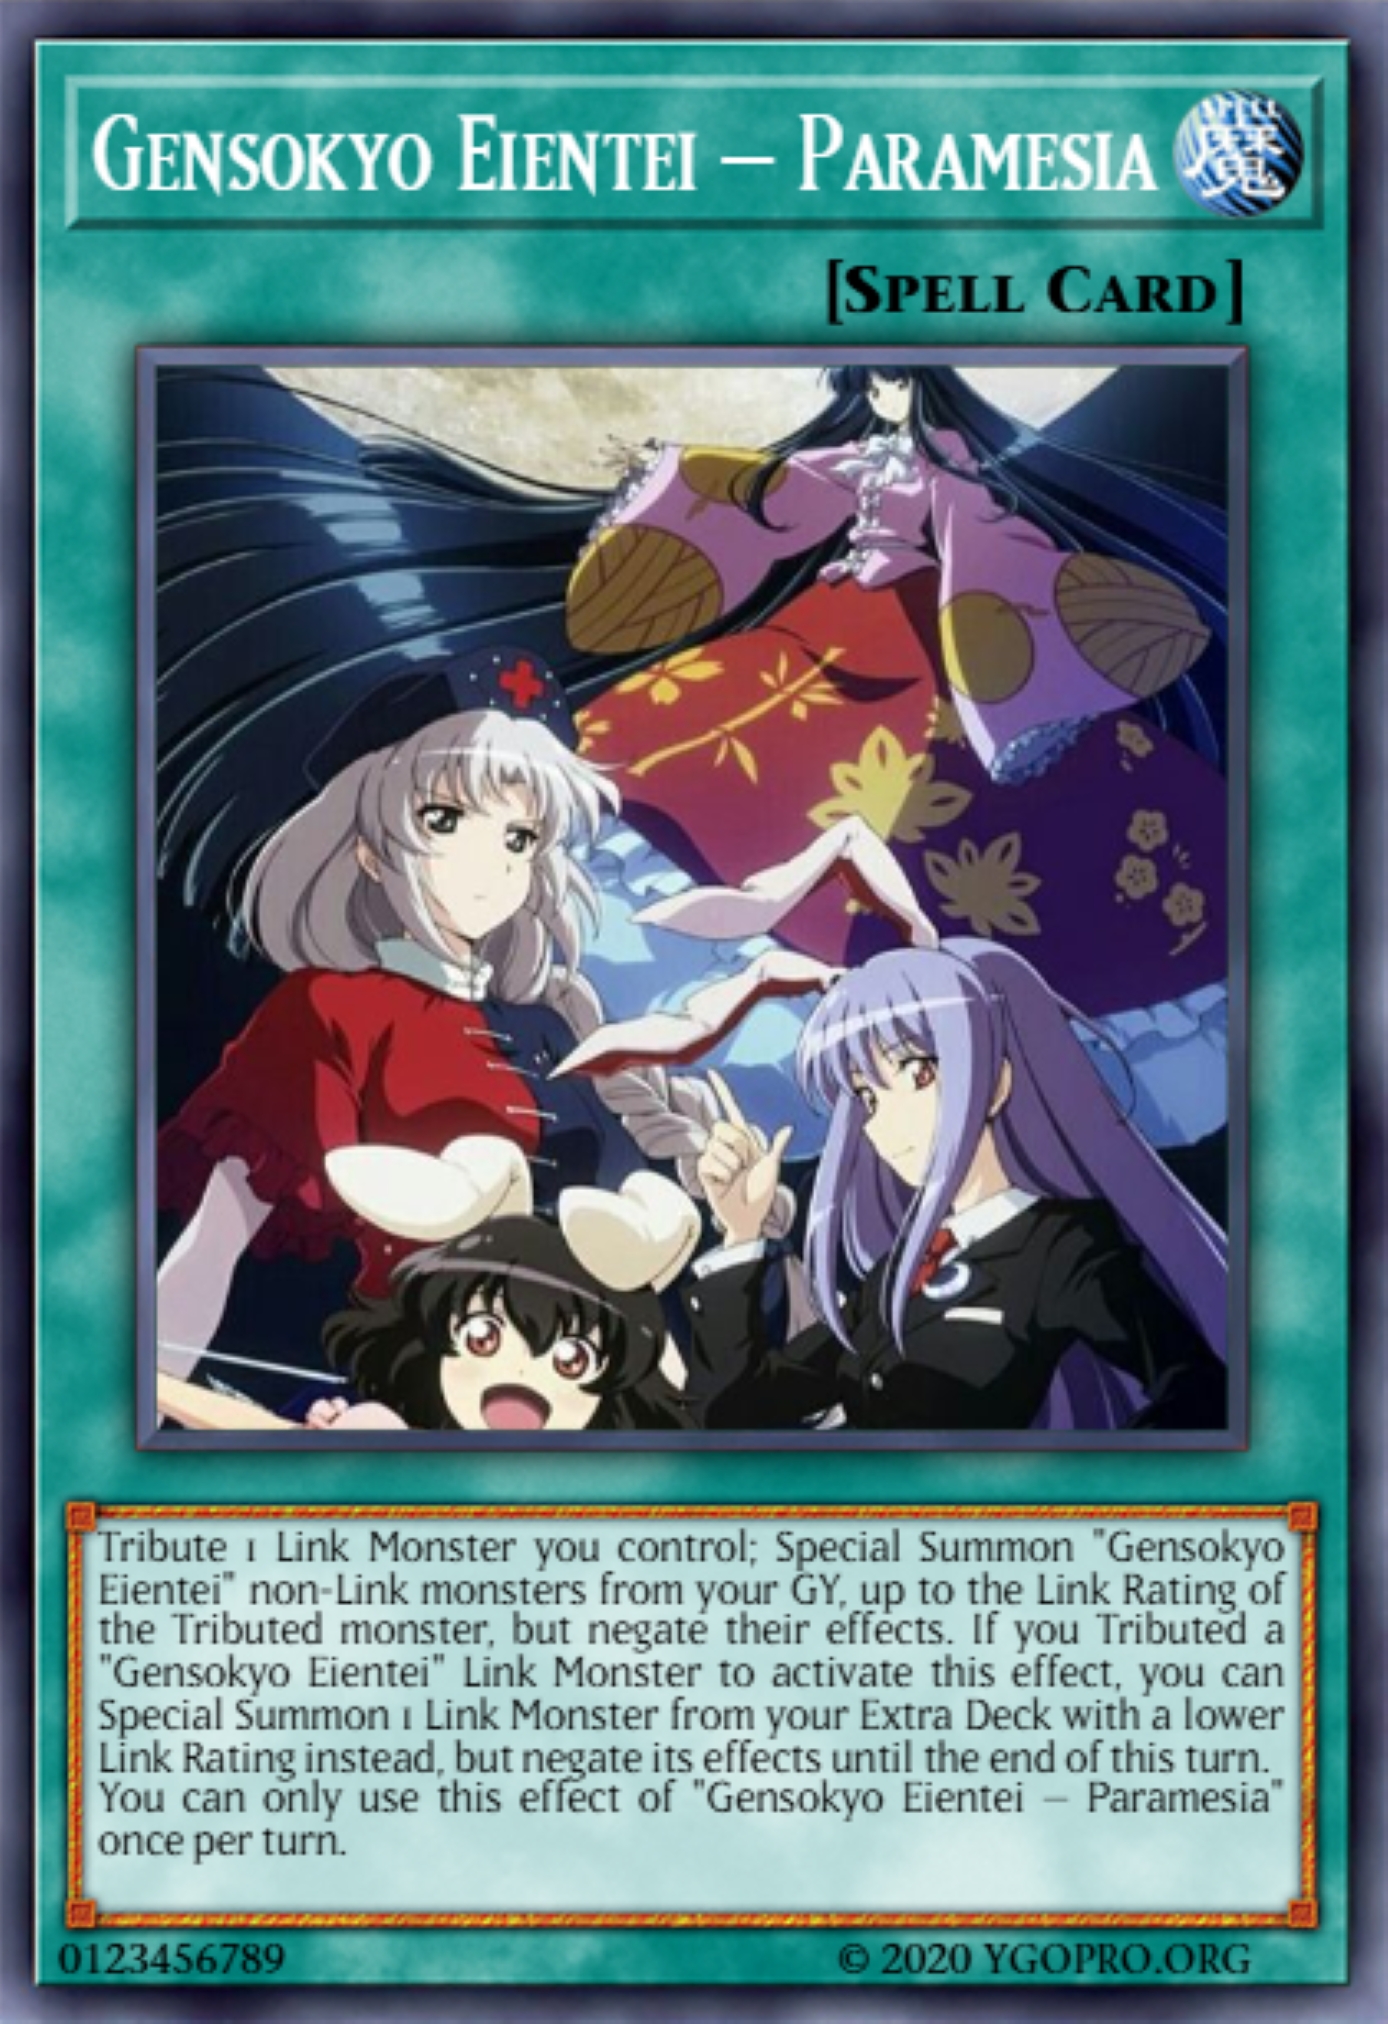 Gensokyo Eientei – Paramesia
魔
[Spell Card]
Tribute 1 Link Monster you control; Special Summon "Gensokyo
Eientei" non-Link monsters from your GY, up to the Link Rating of
the Tributed monster, but negate their effects. If you Tributed a
"Gensokyo Eientei" Link Monster to activate this effect, you can
Special Summon 1 Link Monster from your Extra Deck with a lower
Link Rating instead, but negate its effects until the end of this turn.
You can only use this effect of "Gensokyo Eientei – Paramesia"
once per turn.
0123456789
© 2020 YGOPRO.ORG